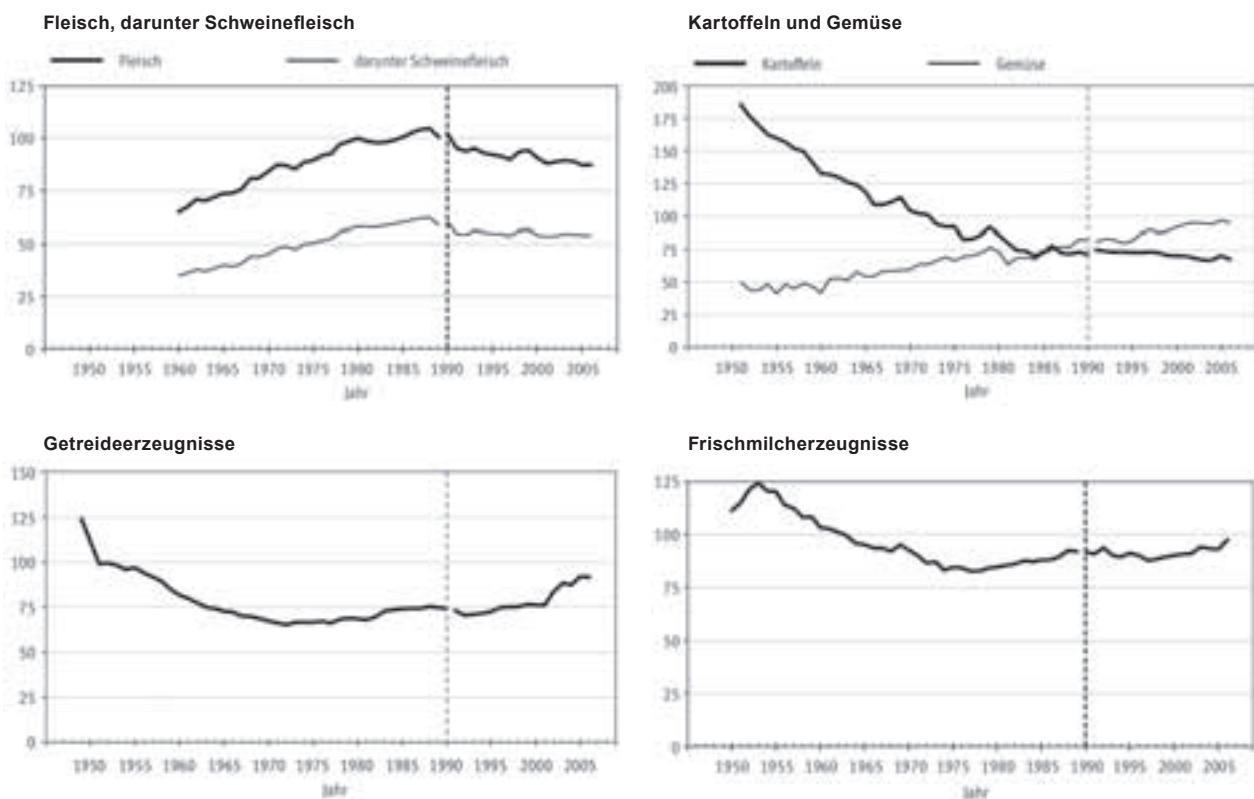 Fleisch, darunter Schweinefleisch
Fleisch darunter Schweinefleisch
125
100
75
50
25
0
1950 1955 1960 1965 1970 1975 1980 1985 1990 1995 2000 2005
Jahr
Kartoffeln und Gemüse
Kartoffeln Gemüse
200
175
150
125
100
75
50
25
0
1950 1955 1960 1965 1970 1975 1980 1985 1990 1995 2000 2005
Jahr
Getreideerzeugnisse
150
125
100
75
50
25
0
1950 1955 1960 1965 1970 1975 1980 1985 1990 1995 2000 2005
Jahr
Frischmilcherzeugnisse
125
100
75
50
25
0
1950 1955 1960 1965 1970 1975 1980 1985 1990 1995 2000 2005
Jahr